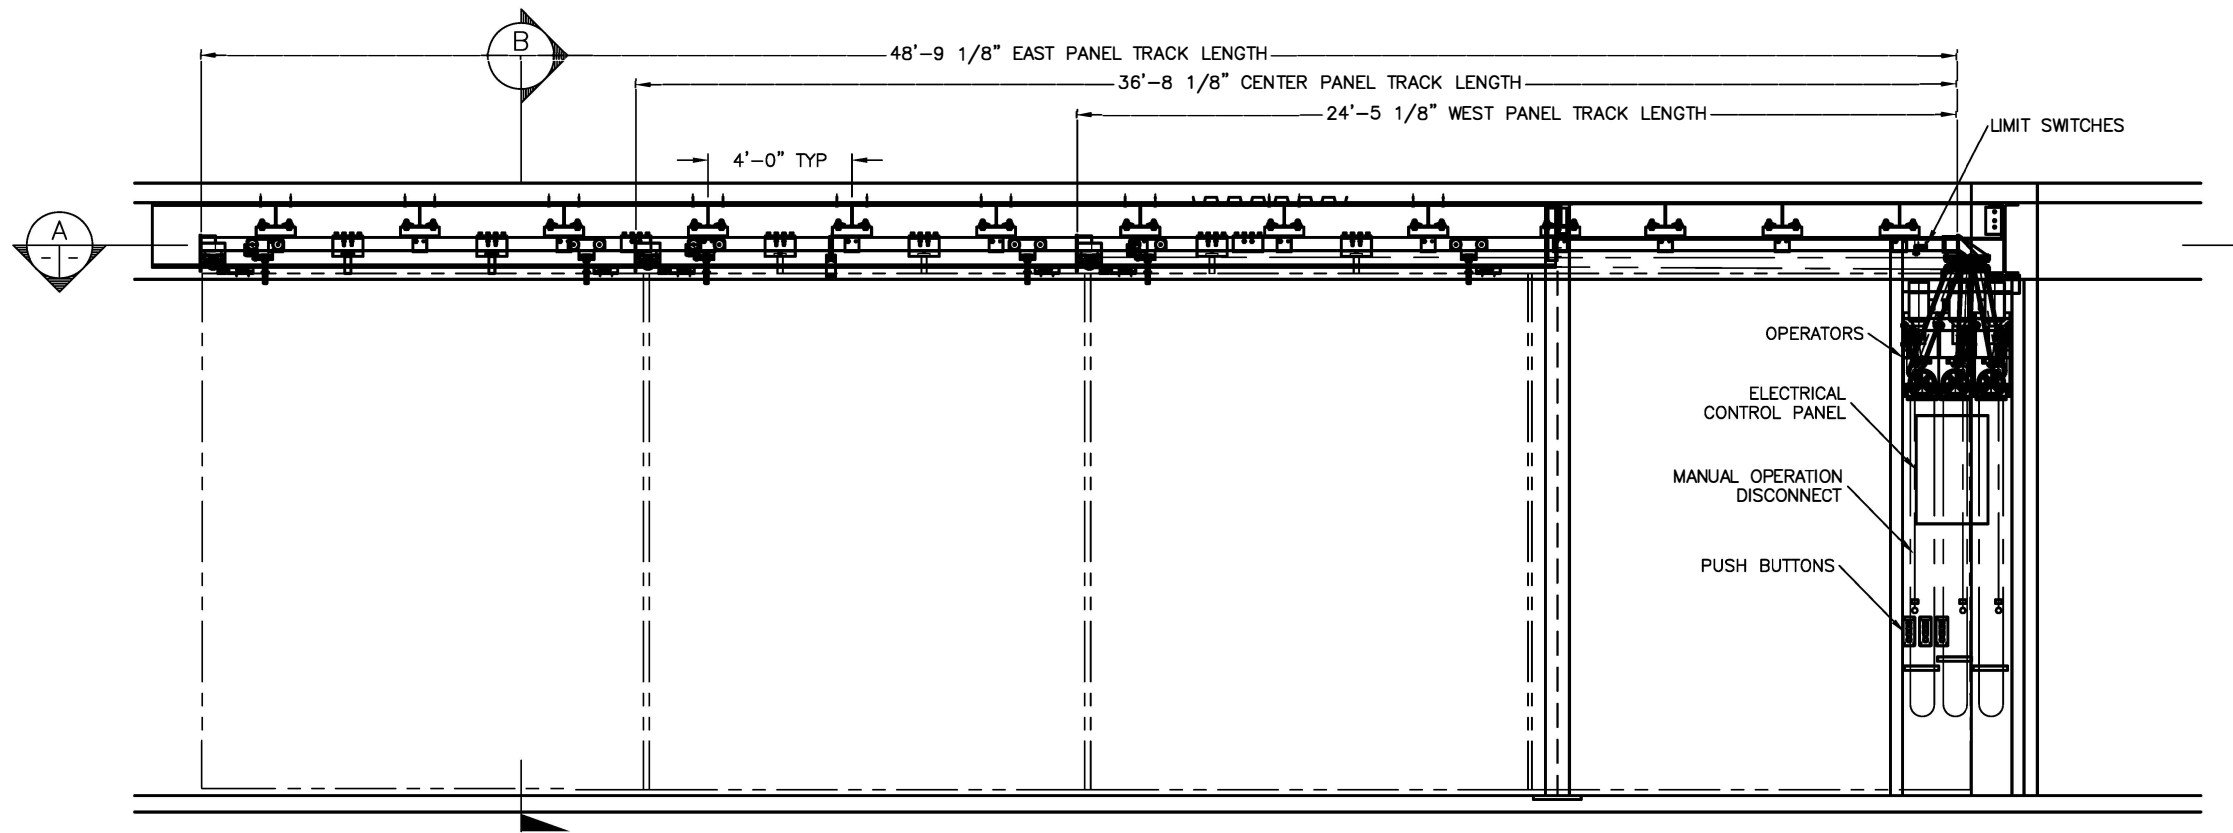 B
48'-9 1/8" EAST PANEL TRACK LENGTH
36'-8 1/8" CENTER PANEL TRACK LENGTH
24'-5 1/8" WEST PANEL TRACK LENGTH
LIMIT SWITCHES
4'-0" TYP
A
OPERATORS
ELECTRICAL
CONTROL PANEL
MANUAL OPERATION
DISCONNECT
PUSH BUTTONS